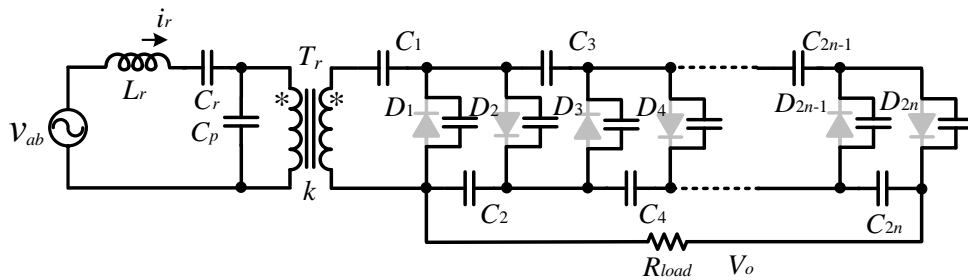 i_r
L_r
C_r
C_p
v_ab
T_r
*
*
k
C_1
C_3
C_2n-1
D_1
D_2
D_3
D_4
D_2n-1
D_2n
C_2
C_4
C_2n
R_load
V_o